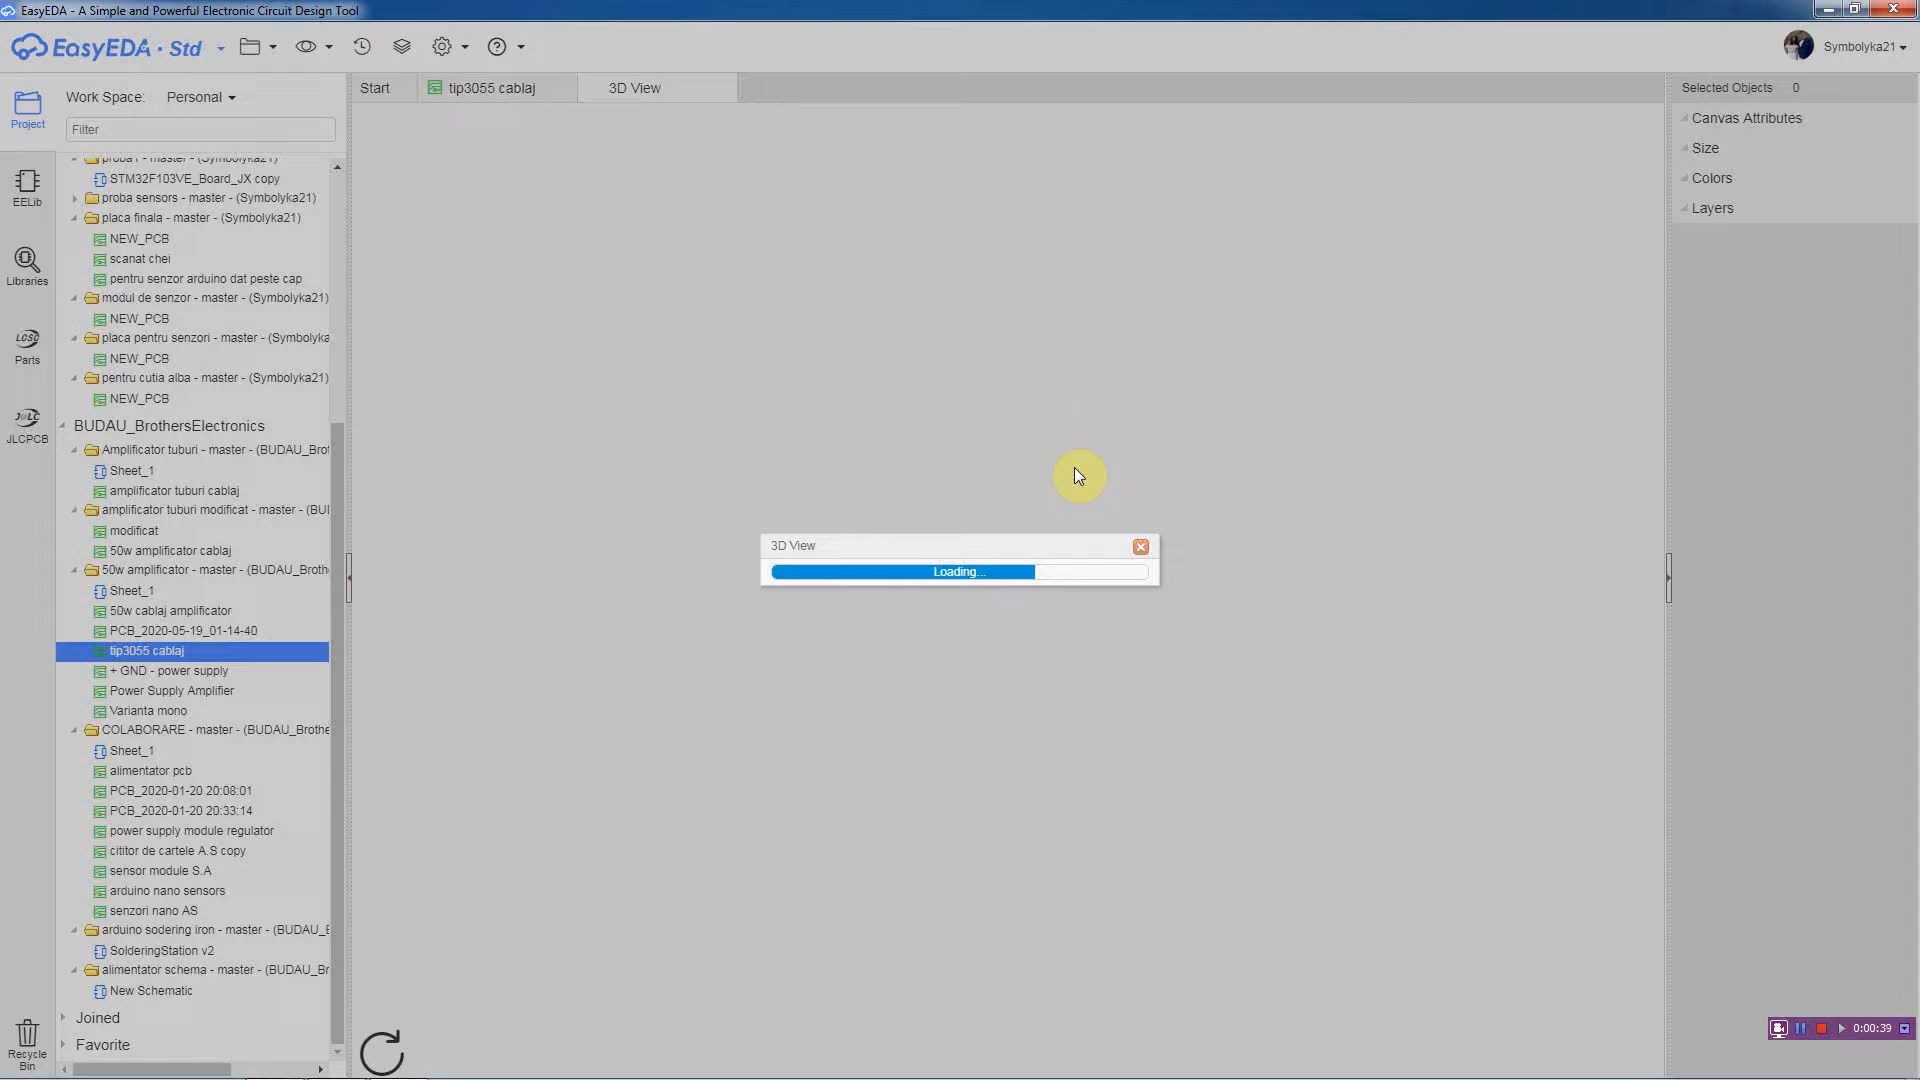 EasyEDA - A Simple and Powerful Electronic Circuit Design Tool
EasyEDA · Std
Symbolyka21
Project
EELib
Libraries
LCSC
Parts
JLCPCB
Recycle
Bin
Work Space: Personal
Filter
proba1 - master - (Symbolyka21)
STM32F103VE_Board_JX copy
proba sensors - master - (Symbolyka21)
placa finala - master - (Symbolyka21)
NEW_PCB
scanat chei
pentru senzor arduino dat peste cap
modul de senzor - master - (Symbolyka21)
NEW_PCB
placa pentru senzori - master - (Symbolyka
NEW_PCB
pentru cutia alba - master - (Symbolyka21)
NEW_PCB
BUDAU_BrothersElectronics
Amplificator tuburi - master - (BUDAU_Brot
Sheet_1
amplificator tuburi cablaj
amplificator tuburi modificat - master - (BUI
modificat
50w amplificator cablaj
50w amplificator - master - (BUDAU_Broth
Sheet_1
50w cablaj amplificator
PCB_2020-05-19_01-14-40
tip3055 cablaj
+ GND - power supply
Power Supply Amplifier
Varianta mono
COLABORARE - master - (BUDAU_Brothe
Sheet_1
alimentator pcb
PCB_2020-01-20 20:08:01
PCB_2020-01-20 20:33:14
power supply module regulator
cititor de cartele A.S copy
sensor module S.A
arduino nano sensors
senzori nano AS
arduino sodering iron - master - (BUDAU_E
SolderingStation v2
alimentator schema - master - (BUDAU_Br
New Schematic
Joined
Favorite
Start
tip3055 cablaj
3D View
3D View
Loading...
Selected Objects 0
Canvas Attributes
Size
Colors
Layers
0:00:39